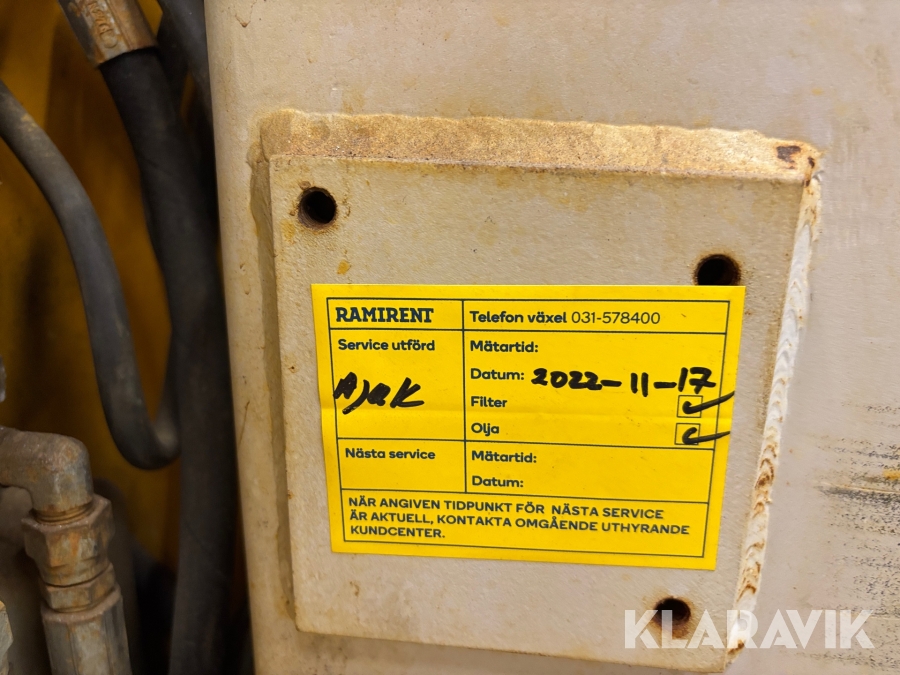 RAMIRENT
Telefon växel 031-578400
Service utförd
Ajak
Mätartid:
Datum: 2022-11-17
Filter
Olja
Nästa service
Mätartid:
Datum:
NÄR ANGIVEN TIDPUNKT FÖR NÄSTA SERVICE
ÄR AKTUELL, KONTAKTA OMGÅENDE UTHYRANDE
KUNDCENTER.
KLARAVIK